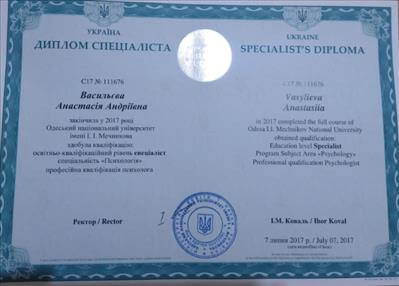 УКРАЇНА
ДИПЛОМ СПЕЦІАЛІСТА
С17 № 111676
Васильєва
Анастасія Андріївна
закінчила у 2017 році
Одеський національний університет
імені І. І. Мечникова
здобула кваліфікацію:
освітньо-кваліфікаційний рівень спеціаліст
спеціальність «Психологія»
професійна кваліфікація психолога
Ректор / Rector
UKRAINE
SPECIALIST'S DIPLOMA
C17 № 111676
Vasylieva
Anastasiia
in 2017 completed the full course of
Odesa I.I. Mechnikov National University
obtained qualification:
Education level Specialist
Program Subject Area «Psychology»
Professional qualification Psychologist
І.М. Коваль / Ihor Koval
7 липня 2017 р. / July 07, 2017